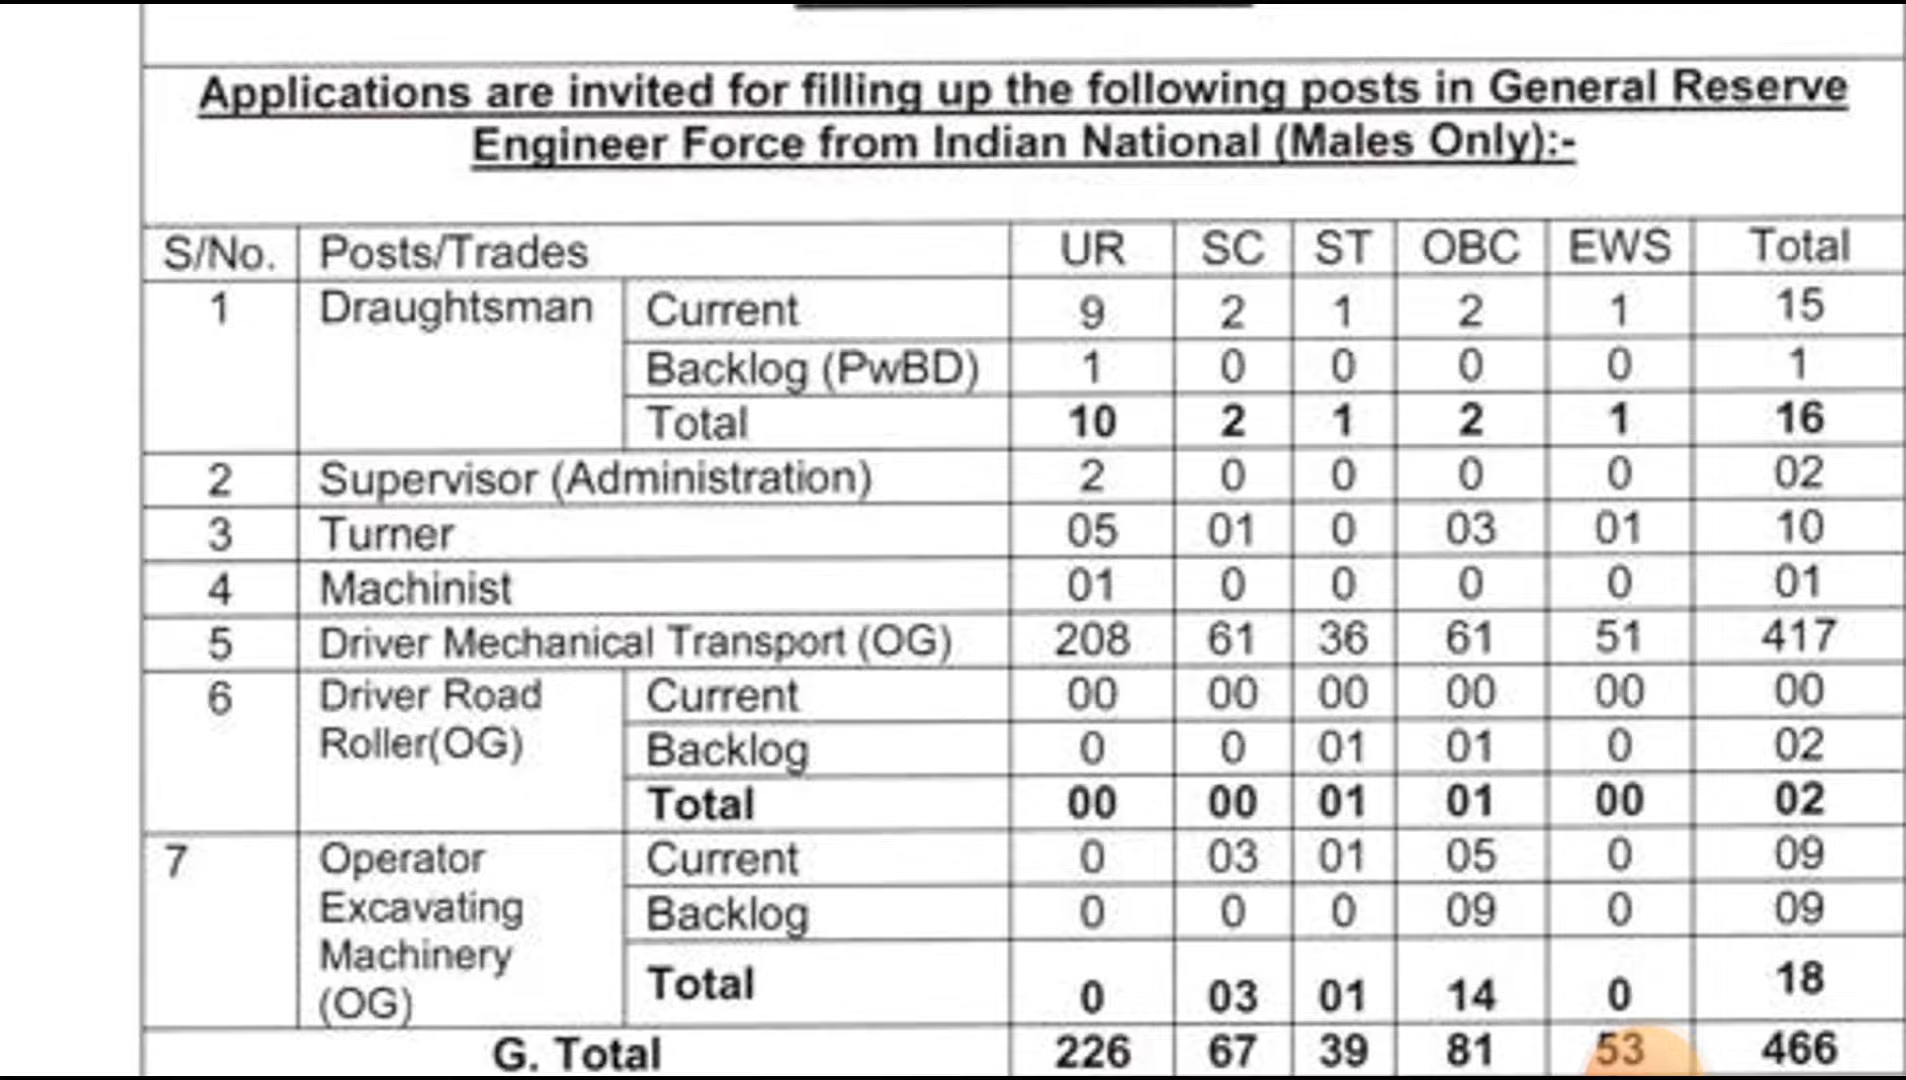 Applications are invited for filling up the following posts in General Reserve
Engineer Force from Indian National (Males Only):-
S/No. Posts/Trades UR SC ST OBC EWS Total
1 Draughtsman Current 9 2 1 2 1 15
Backlog (PwBD) 1 0 0 0 0 1
Total 10 2 1 2 1 16
2 Supervisor (Administration) 2 0 0 0 0 02
3 Turner 05 01 0 03 01 10
4 Machinist 01 0 0 0 0 01
5 Driver Mechanical Transport (OG) 208 61 36 61 51 417
6 Driver Road Current 00 00 00 00 00 00
Roller(OG) Backlog 0 0 01 01 0 02
Total 00 00 01 01 00 02
7 Operator Current 0 03 01 05 0 09
Excavating Backlog 0 0 0 09 0 09
Machinery
(OG) Total 0 03 01 14 0 18
G. Total 226 67 39 81 53 466